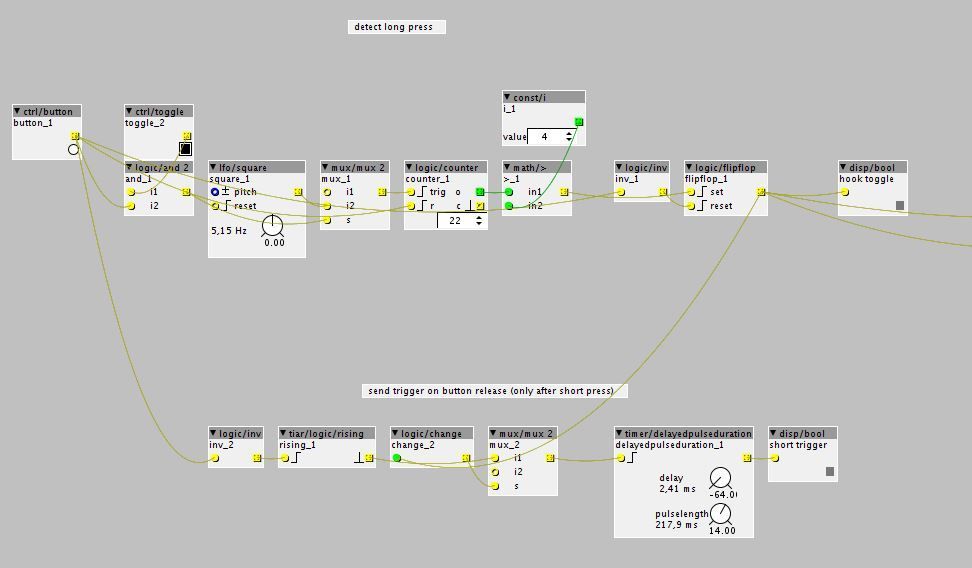 detect long press
▼ const/i
i_1
value 4
▼ ctrl/button
button_1
▼ ctrl/toggle
toggle_2
▼ logic/and 2
and_1
i1
i2
▼ lfo/square
square_1
± pitch
reset
5,15 Hz
0.00
▼ mux/mux 2
mux_1
i1
i2
s
▼ logic/counter
counter_1
trig o
r c
22
▼ math/>
>_1
in1
in2
▼ logic/inv
inv_1
▼ logic/flipflop
flipflop_1
set
reset
▼ disp/bool
hook toggle
send trigger on button release (only after short press)
▼ logic/inv
inv_2
▼ tiar/logic/rising
rising_1
▼ logic/change
change_2
▼ mux/mux 2
mux_2
i1
i2
s
▼ timer/delayedpulseduration
delayedpulseduration_1
delay
2,41 ms
-64.0
pulselength
217,9 ms
14.00
▼ disp/bool
short trigger